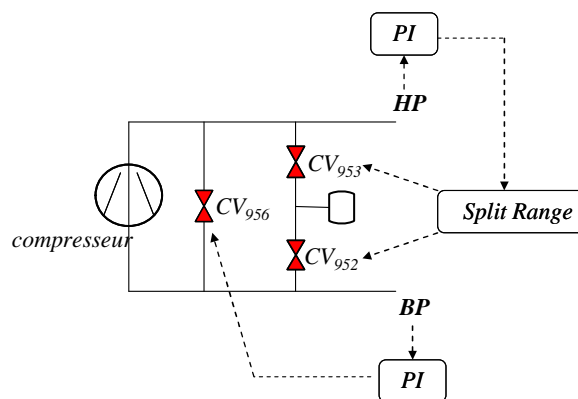 PI
HP
CV953
compresseur
CV956
Split Range
CV952
BP
PI